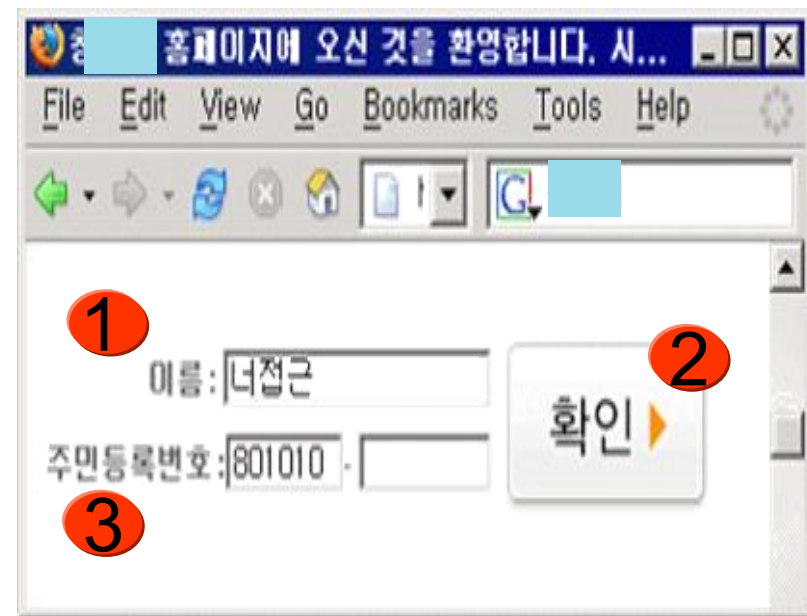 홈페이지에 오신 것을 환영합니다. 시...
File Edit View Go Bookmarks Tools Help
G
1
2
이름: 너접근
확인
주민등록번호: 801010 -
3